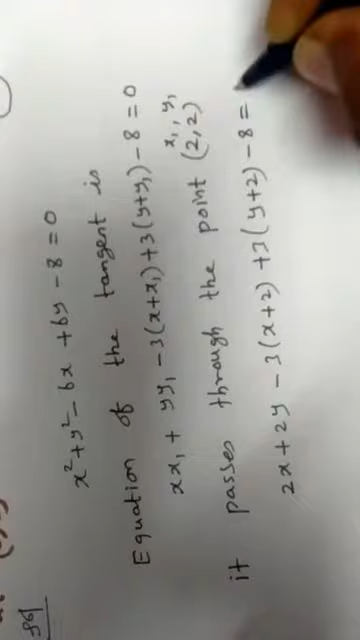 x² + y² - 6x + 6y - 8 = 0
Equation of the tangent is
xx₁ + yy₁ - 3(x+x₁) + 3(y+y₁) - 8 = 0
x₁, y₁
it passes through the point (2,2)
2x + 2y - 3(x+2) + 3(y+2) - 8 =